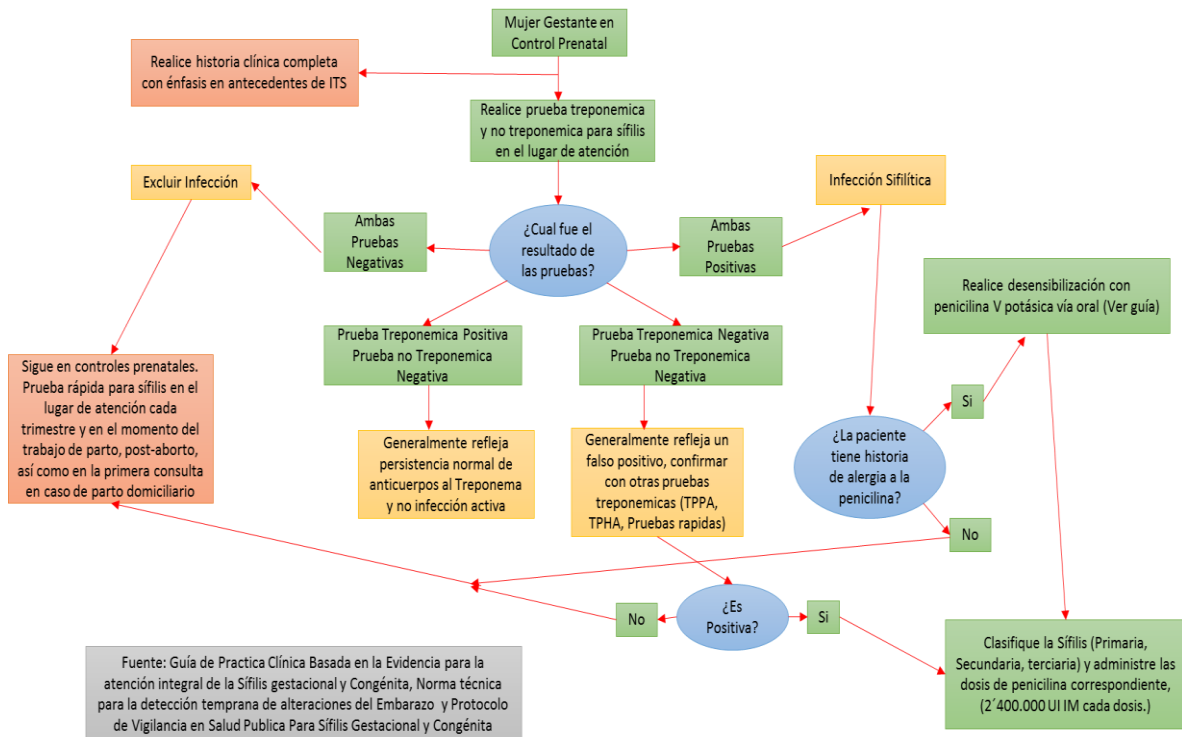 Mujer Gestante en
Control Prenatal
Realice historia clínica completa
con énfasis en antecedentes de ITS
Realice prueba treponemica
y no treponemica para sífilis
en el lugar de atención
Excluir Infección
Infección Sifilítica
Ambas
Pruebas
Negativas
¿Cual fue el
resultado de
las pruebas?
Ambas
Pruebas
Positivas
Realice desensibilización con
penicilina V potásica vía oral (Ver guía)
Prueba Treponemica Positiva
Prueba no Treponemica
Negativa
Prueba Treponemica Negativa
Prueba no Treponemica
Negativa
Sigue en controles prenatales.
Prueba rápida para sífilis en el
lugar de atención cada
trimestre y en el momento del
trabajo de parto, post-aborto,
así como en la primera consulta
en caso de parto domiciliario
Si
Generalmente refleja
persistencia normal de
anticuerpos al Treponema
y no infección activa
Generalmente refleja un
falso positivo, confirmar
con otras pruebas
treponemicas (TPPA,
TPHA, Pruebas rapidas)
¿La paciente
tiene historia
de alergia a la
penicilina?
No
No
¿Es
Positiva?
Si
Clasifique la Sífilis (Primaria,
Secundaria, terciaria) y administre las
dosis de penicilina correspondiente,
(2´400.000 UI IM cada dosis.)
Fuente: Guía de Practica Clínica Basada en la Evidencia para la
atención integral de la Sífilis gestacional y Congénita, Norma técnica
para la detección temprana de alteraciones del Embarazo y Protocolo
de Vigilancia en Salud Publica Para Sífilis Gestacional y Congénita